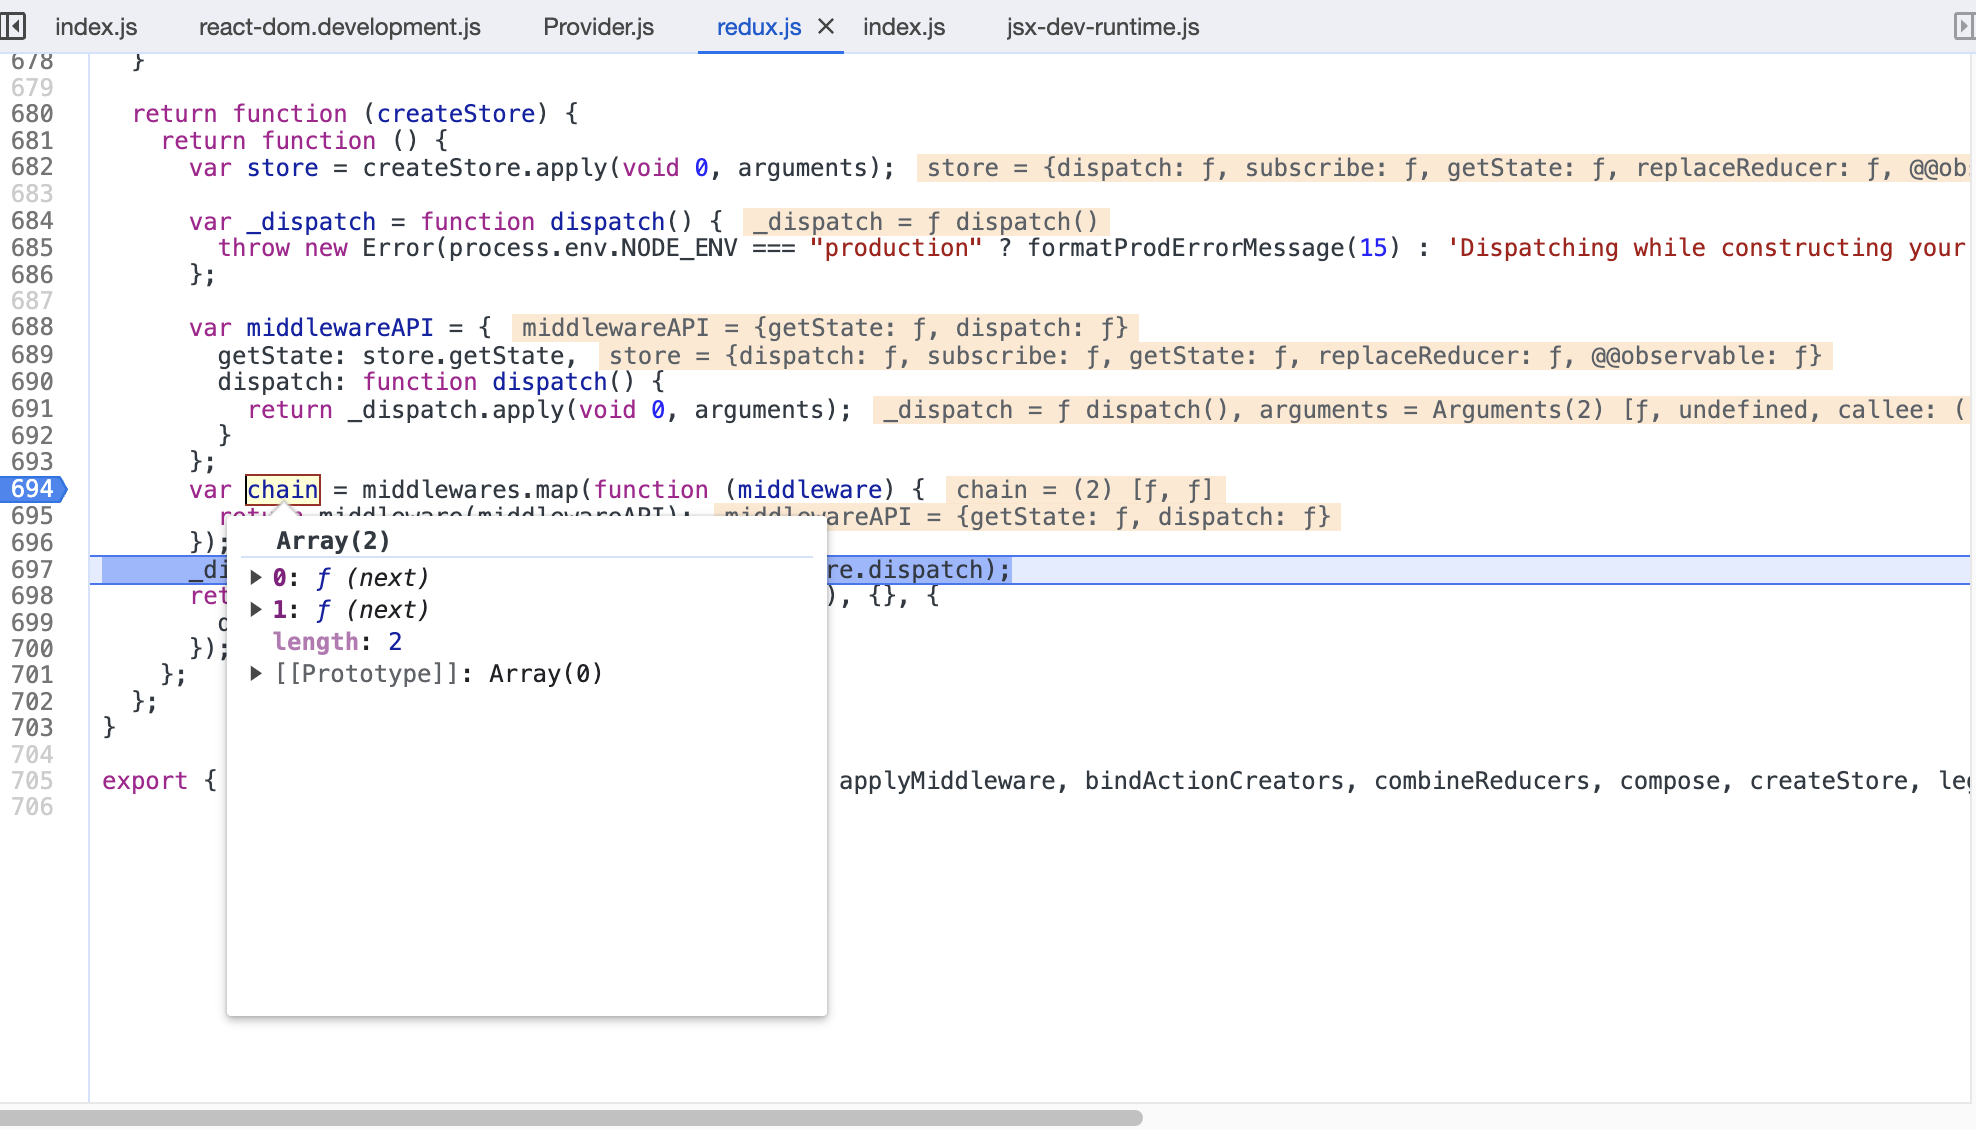 index.js react-dom.development.js Provider.js redux.js × index.js jsx-dev-runtime.js
678 }
679
680 return function (createStore) {
681 return function () {
682 var store = createStore.apply(void 0, arguments); store = {dispatch: ƒ, subscribe: ƒ, getState: ƒ, replaceReducer: ƒ, @@ob
683
684 var _dispatch = function dispatch() { _dispatch = ƒ dispatch()
685 throw new Error(process.env.NODE_ENV === "production" ? formatProdErrorMessage(15) : 'Dispatching while constructing your
686 };
687
688 var middlewareAPI = { middlewareAPI = {getState: ƒ, dispatch: ƒ}
689 getState: store.getState, store = {dispatch: ƒ, subscribe: ƒ, getState: ƒ, replaceReducer: ƒ, @@observable: ƒ}
690 dispatch: function dispatch() {
691 return _dispatch.apply(void 0, arguments); _dispatch = ƒ dispatch(), arguments = Arguments(2) [ƒ, undefined, callee: (
692 }
693 };
694 var chain = middlewares.map(function (middleware) { chain = (2) [ƒ, ƒ]
695 return middleware(middlewareAPI); middlewareAPI = {getState: ƒ, dispatch: ƒ}
696 });
697 _di re.dispatch);
698 ret ), {}, {
699
700 });
701 };
702 };
703 }
704
705 export { applyMiddleware, bindActionCreators, combineReducers, compose, createStore, leg
706
Array(2)
0: ƒ (next)
1: ƒ (next)
length: 2
[[Prototype]]: Array(0)